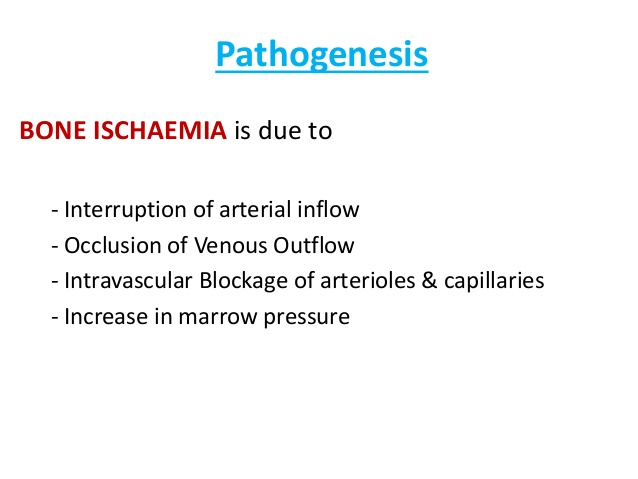 Pathogenesis
BONE ISCHAEMIA is due to
- Interruption of arterial inflow
- Occlusion of Venous Outflow
- Intravascular Blockage of arterioles & capillaries
- Increase in marrow pressure